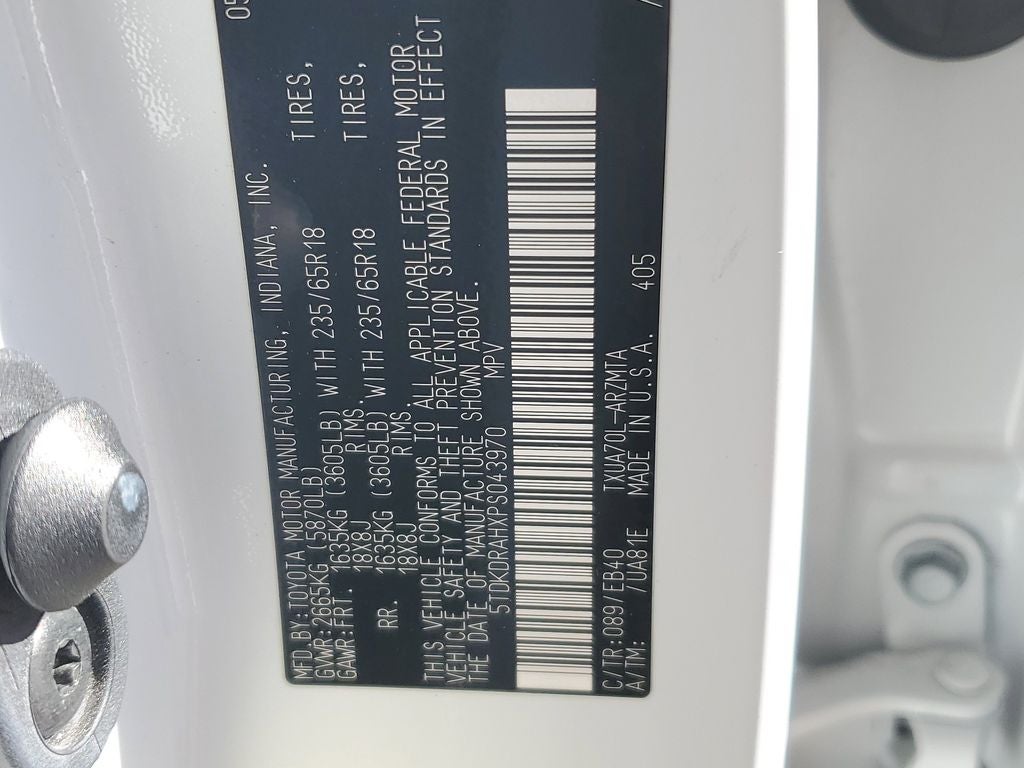 MFD.BY:TOYOTA MOTOR MANUFACTURING, INDIANA, INC. 05
GVWR:2665KG (5870LB)
GAWR:FRT. 1635KG (3605LB) WITH 235/65R18 TIRES,
18X8J RIMS.
RR. 1635KG (3605LB) WITH 235/65R18 TIRES,
18X8J RIMS.
THIS VEHICLE CONFORMS TO ALL APPLICABLE FEDERAL MOTOR
VEHICLE SAFETY AND THEFT PREVENTION STANDARDS IN EFFECT
THE DATE OF MANUFACTURE SHOWN ABOVE.
5TDKDRAHXPS043970 MPV
C/TR:089/EB40 TXUA70L-ARZMTA
A/TM: /UA81E MADE IN U.S.A. 405